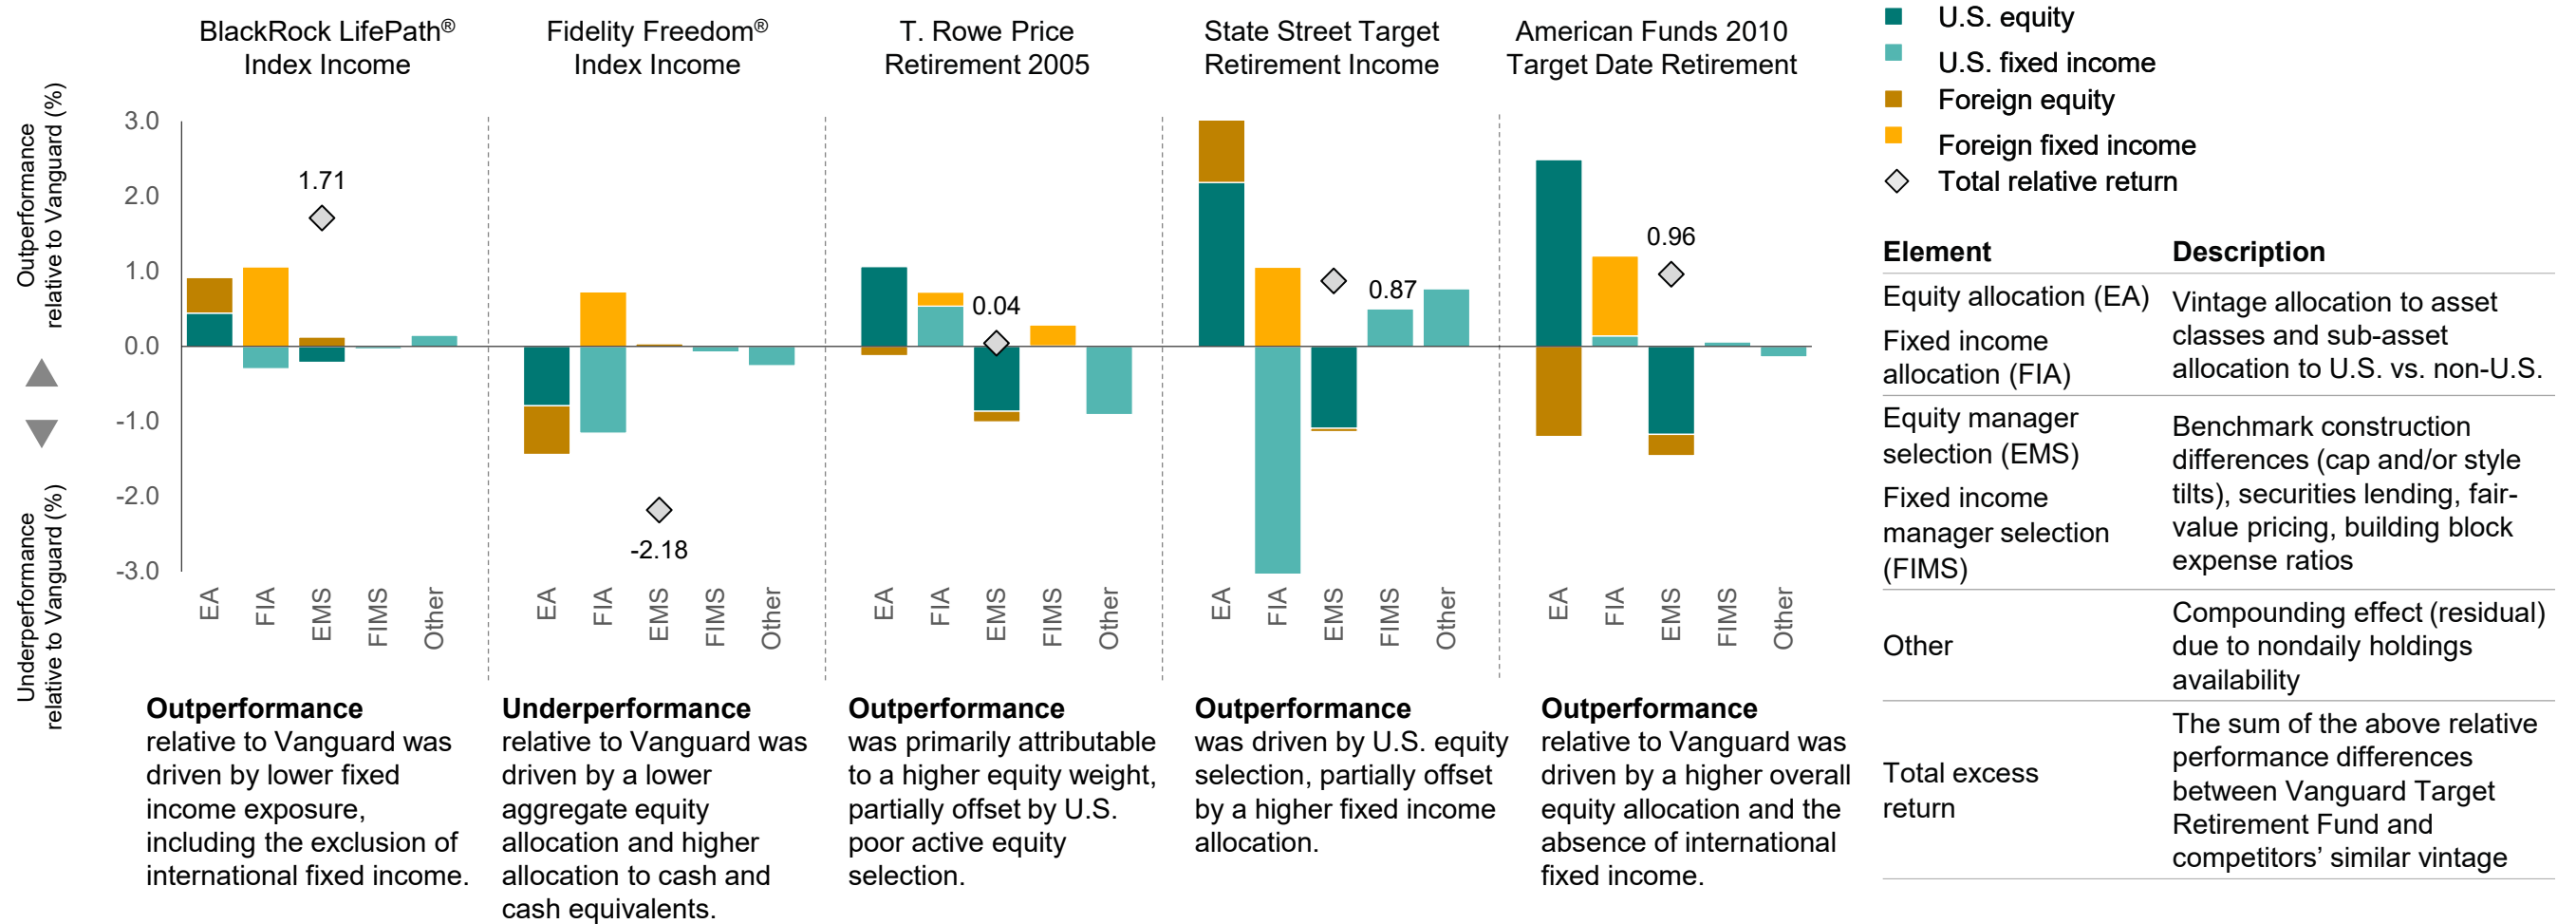 BlackRock LifePath®
Index Income
Fidelity Freedom®
Index Income
T. Rowe Price
Retirement 2005
State Street Target
Retirement Income
American Funds 2010
Target Date Retirement
U.S. equity
U.S. fixed income
Foreign equity
Foreign fixed income
Total relative return
Outperformance
relative to Vanguard (%)
Underperformance
relative to Vanguard (%)
3.0
2.0
1.0
0.0
-1.0
-2.0
-3.0
1.71
-2.18
0.04
0.87
0.96
EA
FIA
EMS
FIMS
Other
EA
FIA
EMS
FIMS
Other
EA
FIA
EMS
FIMS
Other
EA
FIA
EMS
FIMS
Other
EA
FIA
EMS
FIMS
Other
Outperformance
relative to Vanguard was
driven by lower fixed
income exposure,
including the exclusion of
international fixed income.
Underperformance
relative to Vanguard was
driven by a lower
aggregate equity
allocation and higher
allocation to cash and
cash equivalents.
Outperformance
was primarily attributable
to a higher equity weight,
partially offset by U.S.
poor active equity
selection.
Outperformance
was driven by U.S. equity
selection, partially offset
by a higher fixed income
allocation.
Outperformance
relative to Vanguard was
driven by a higher overall
equity allocation and the
absence of international
fixed income.
Element
Description
Equity allocation (EA)
Fixed income
allocation (FIA)
Vintage allocation to asset
classes and sub-asset
allocation to U.S. vs. non-U.S.
Equity manager
selection (EMS)
Fixed income
manager selection
(FIMS)
Benchmark construction
differences (cap and/or style
tilts), securities lending, fair-
value pricing, building block
expense ratios
Other
Compounding effect (residual)
due to nondaily holdings
availability
Total excess
return
The sum of the above relative
performance differences
between Vanguard Target
Retirement Fund and
competitors’ similar vintage